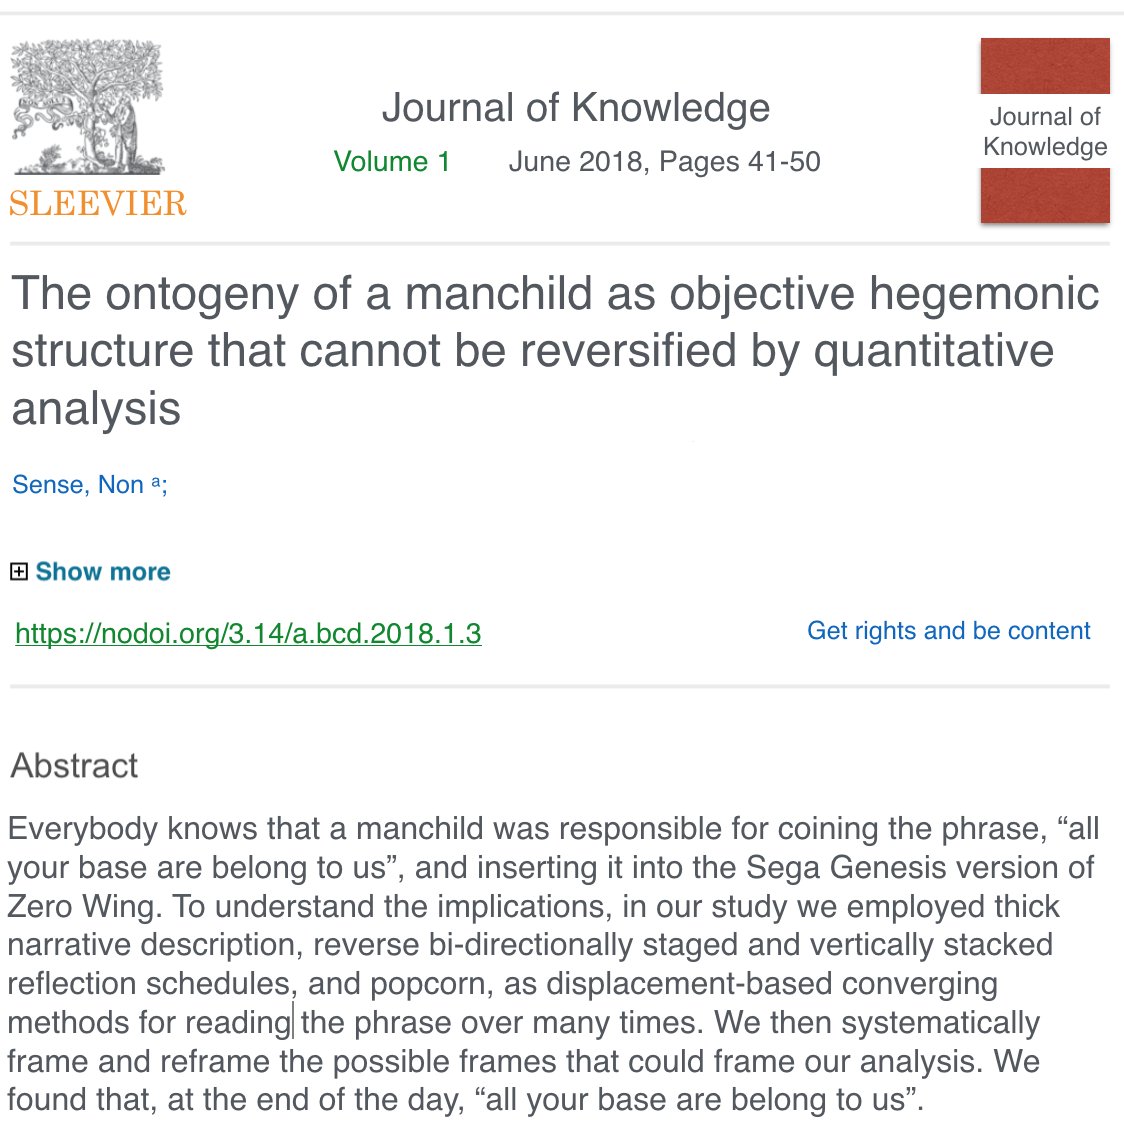 Journal of Knowledge
Volume 1 June 2018, Pages 41-50
SLEEVIER
Journal of
Knowledge
The ontogeny of a manchild as objective hegemonic
structure that cannot be reversified by quantitative
analysis
Sense, Non ᵃ;
Show more
https://nodoi.org/3.14/a.bcd.2018.1.3
Get rights and be content
Abstract
Everybody knows that a manchild was responsible for coining the phrase, “all
your base are belong to us”, and inserting it into the Sega Genesis version of
Zero Wing. To understand the implications, in our study we employed thick
narrative description, reverse bi-directionally staged and vertically stacked
reflection schedules, and popcorn, as displacement-based converging
methods for reading the phrase over many times. We then systematically
frame and reframe the possible frames that could frame our analysis. We
found that, at the end of the day, “all your base are belong to us”.